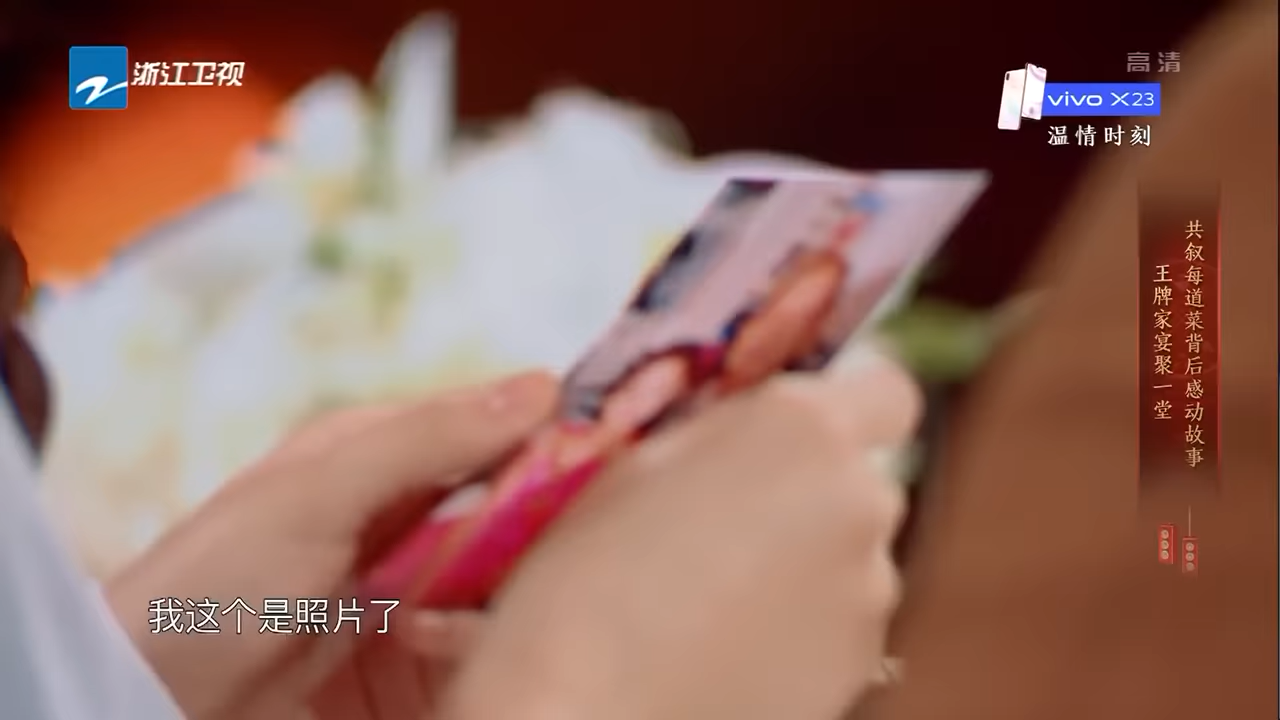 浙江卫视
高清
vivo X23
温情时刻
共叙每道菜背后感动故事
王牌家宴聚一堂
我这个是照片了